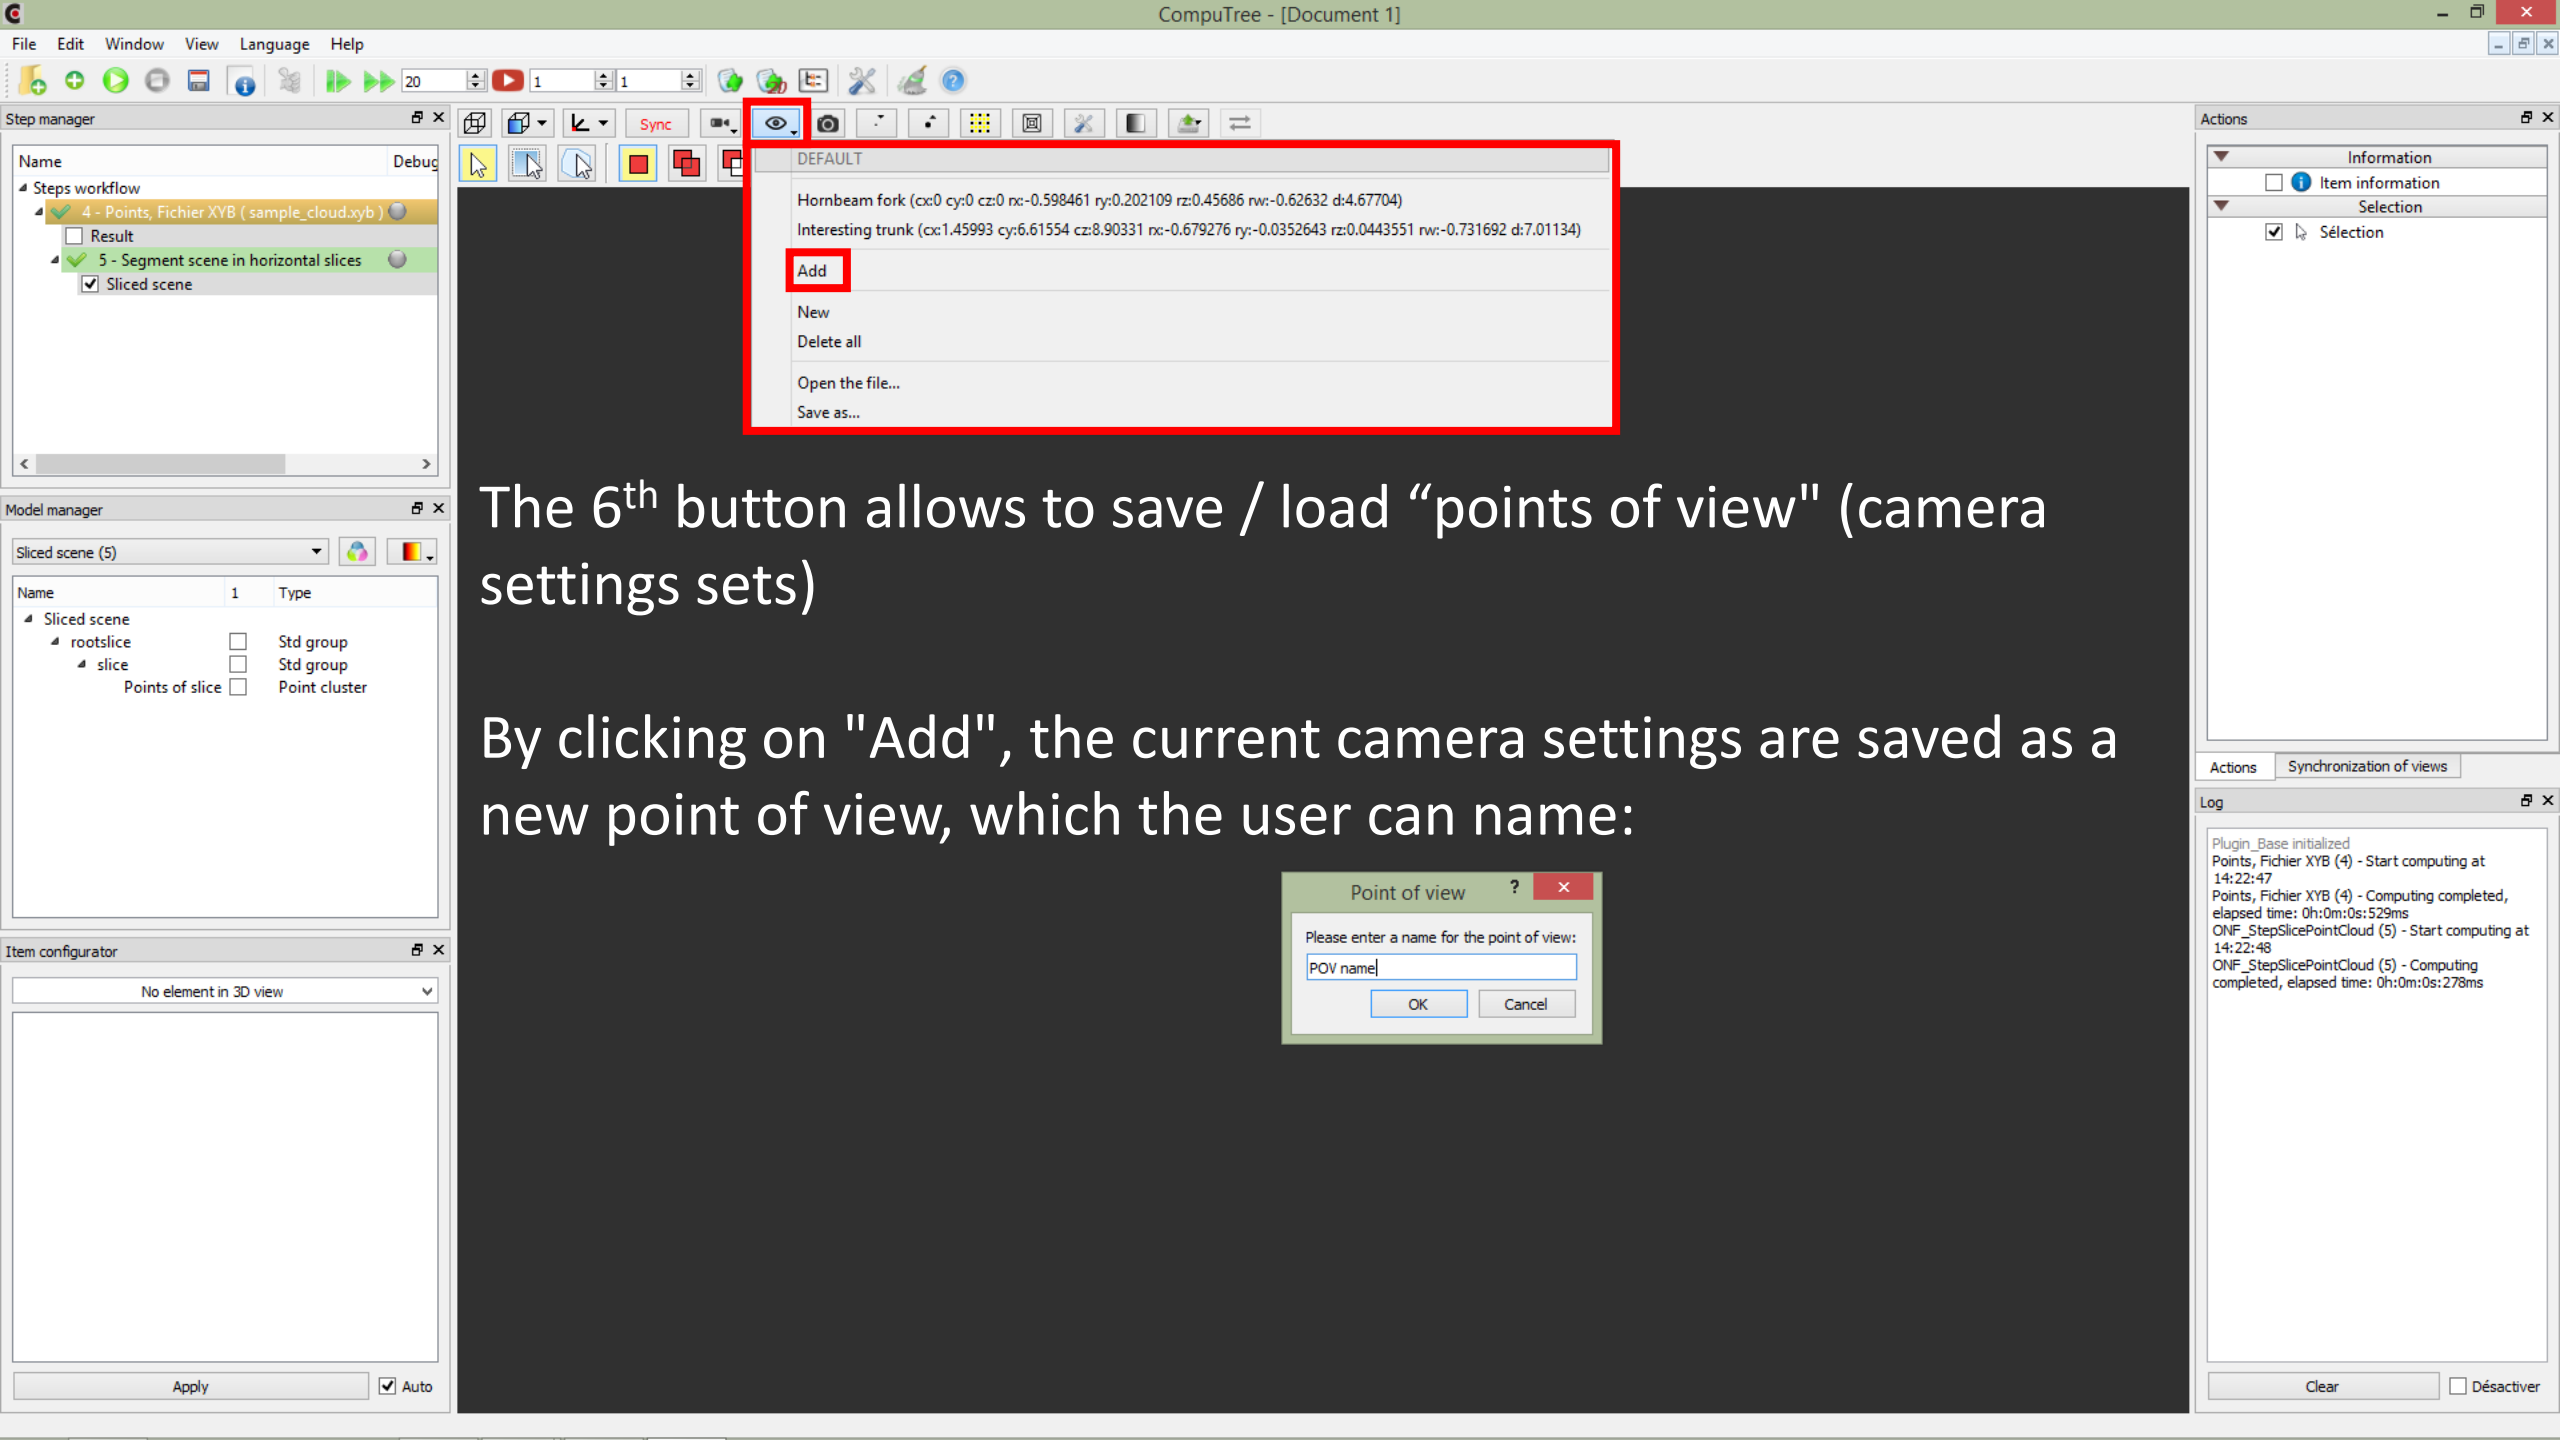 CompuTree - [Document 1]
File Edit Window View Language Help
20 1 1 2D
Step manager
Sync
Actions
Name Debug
DEFAULT
Information
Steps workflow
Item information
4 - Points, Fichier XYB ( sample_cloud.xyb )
Hornbeam fork (cx:0 cy:0 cz:0 rx:-0.598461 ry:0.202109 rz:0.45686 rw:-0.62632 d:4.67704)
Selection
Result
Interesting trunk (cx:1.45993 cy:6.61554 cz:8.90331 rx:-0.679276 ry:-0.0352643 rz:0.0443551 rw:-0.731692 d:7.01134)
Sélection
5 - Segment scene in horizontal slices
Add
Sliced scene
New
Delete all
Open the file...
Save as...
The 6th button allows to save / load “points of view" (camera
settings sets)
By clicking on "Add", the current camera settings are saved as a
new point of view, which the user can name:
Model manager
Sliced scene (5)
Name 1 Type
Sliced scene
rootslice Std group
slice Std group
Points of slice Point cluster
Point of view ?
Please enter a name for the point of view:
POV name
OK Cancel
Item configurator
No element in 3D view
Apply Auto
Actions Synchronization of views
Log
Plugin_Base initialized
Points, Fichier XYB (4) - Start computing at
14:22:47
Points, Fichier XYB (4) - Computing completed,
elapsed time: 0h:0m:0s:529ms
ONF_StepSlicePointCloud (5) - Start computing at
14:22:48
ONF_StepSlicePointCloud (5) - Computing
completed, elapsed time: 0h:0m:0s:278ms
Clear Désactiver